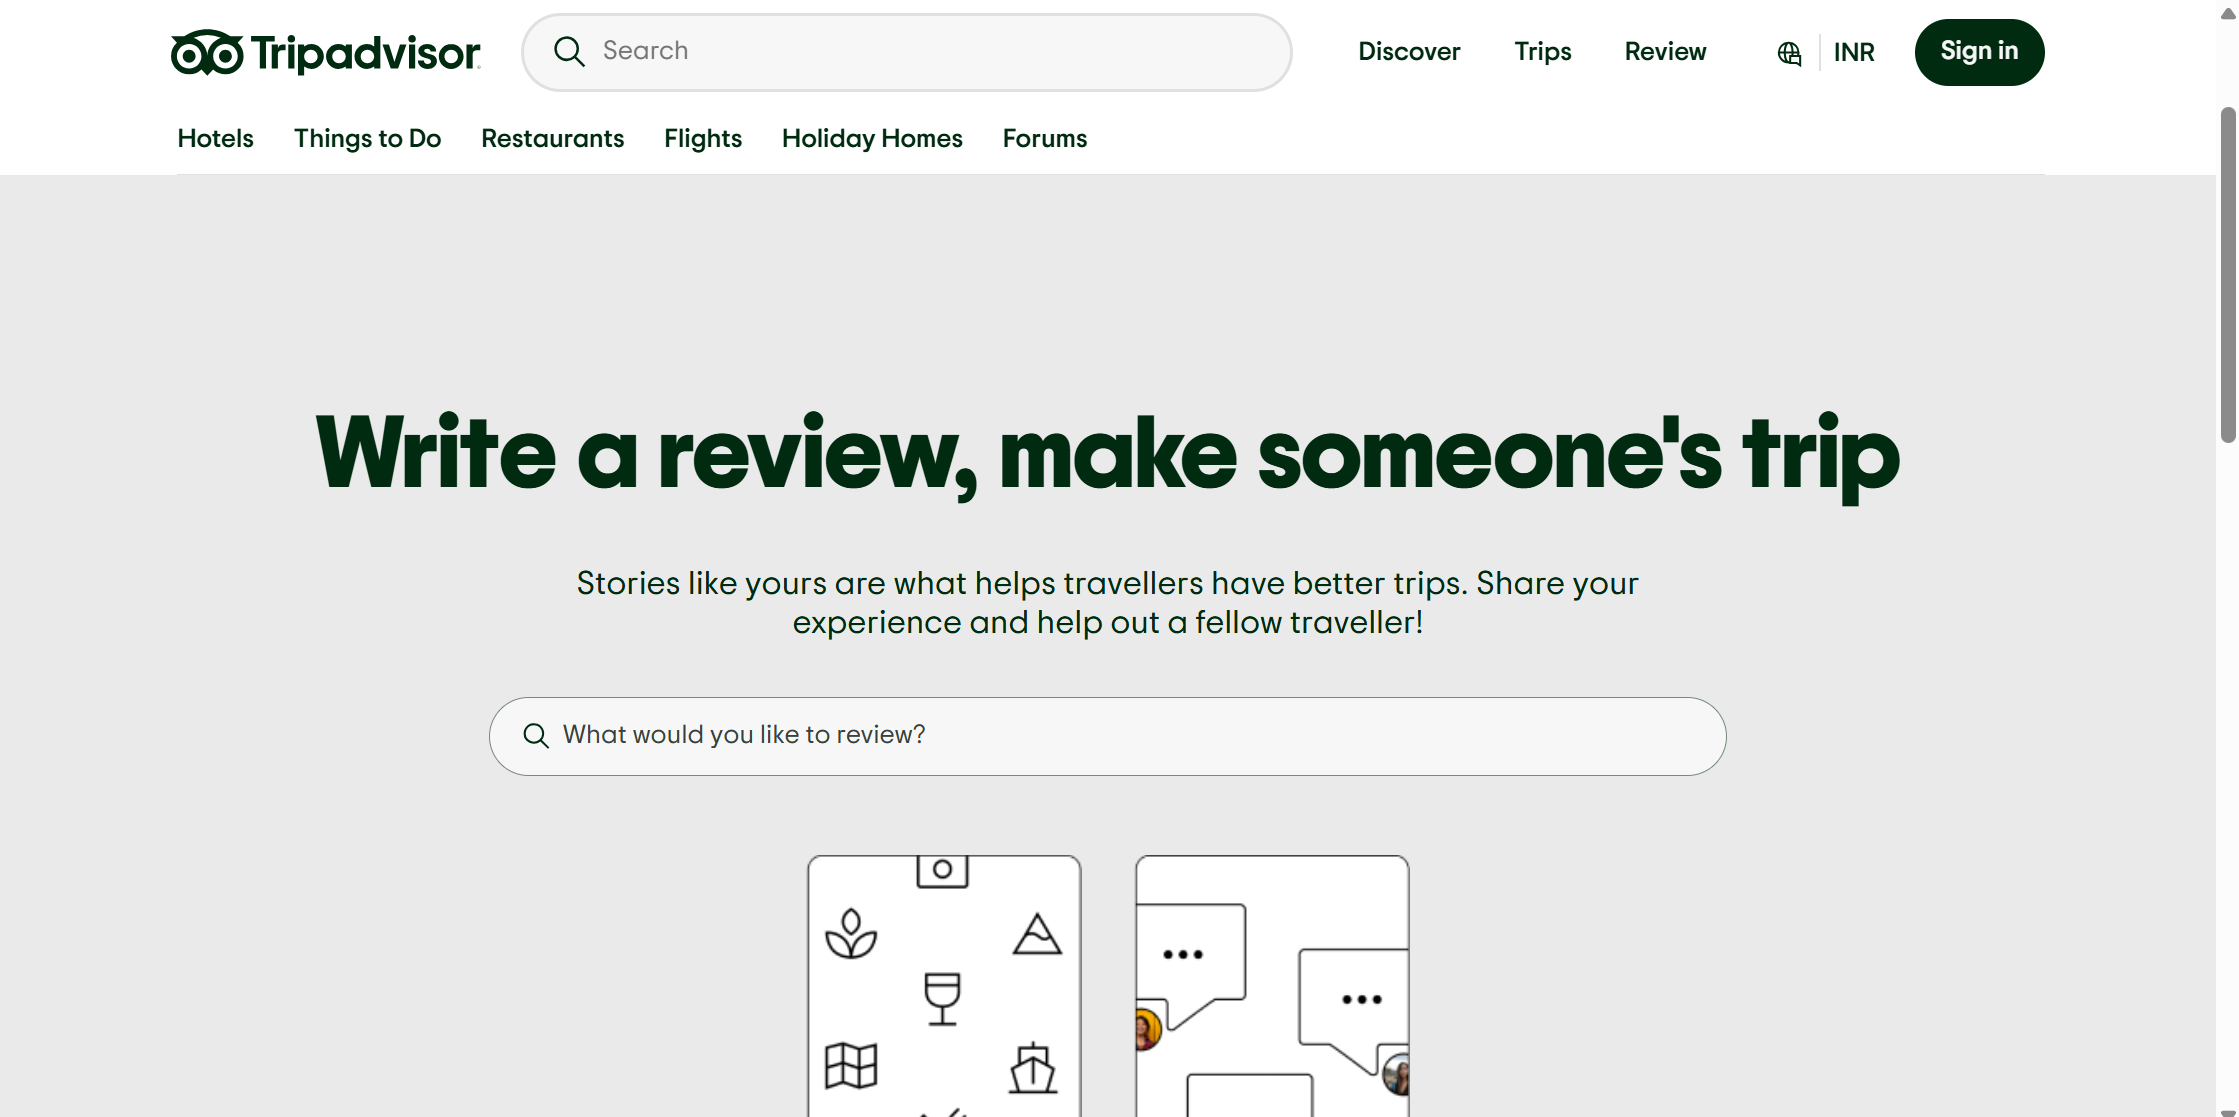 Tripadvisor
Search
Discover
Trips
Review
INR
Sign in
Hotels
Things to Do
Restaurants
Flights
Holiday Homes
Forums
Write a review, make someone's trip
Stories like yours are what helps travellers have better trips. Share your
experience and help out a fellow traveller!
What would you like to review?